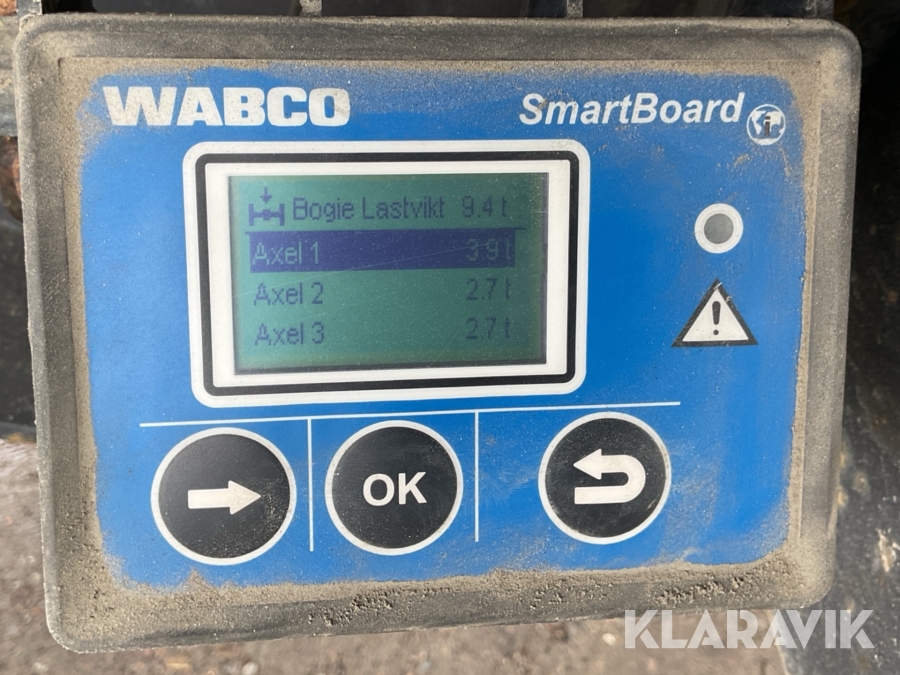 WABCO
SmartBoard
Bogie Lastvikt 9.4 t
Axel 1 3.9 t
Axel 2 2.7 t
Axel 3 2.7 t
OK
KLARAVIK